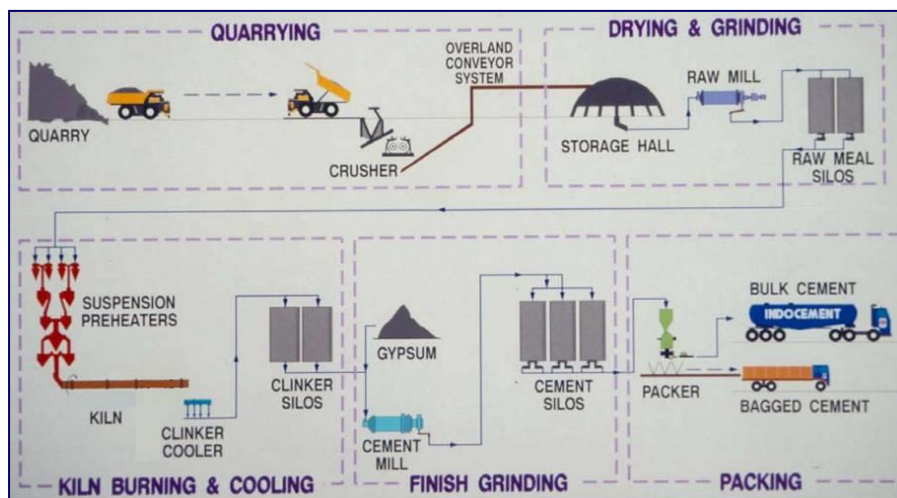 QUARRYING
DRYING & GRINDING
OVERLAND
CONVEYOR
SYSTEM
RAW MILL
QUARRY
CRUSHER
STORAGE HALL
RAW MEAL
SILOS
SUSPENSION
PREHEATERS
KILN
CLINKER
COOLER
CLINKER
SILOS
GYPSUM
CEMENT
MILL
CEMENT
SILOS
BULK CEMENT
INDOCEMENT
PACKER
BAGGED CEMENT
KILN BURNING & COOLING
FINISH GRINDING
PACKING